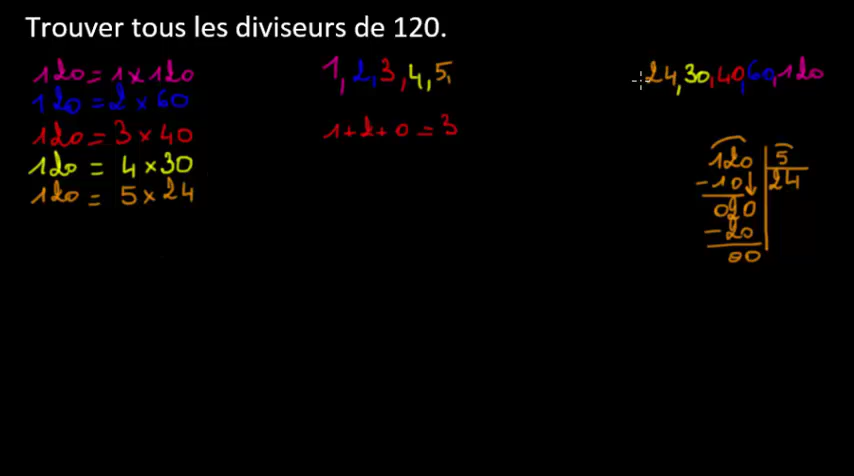 Trouver tous les diviseurs de 120.
120 = 1 x 120
120 = 2 x 60
120 = 3 x 40
120 = 4 x 30
120 = 5 x 24
1, 2, 3, 4, 5,
1+2+0 = 3
24, 30, 40, 60, 120
120 | 5
-10 | 24
020
-20
00